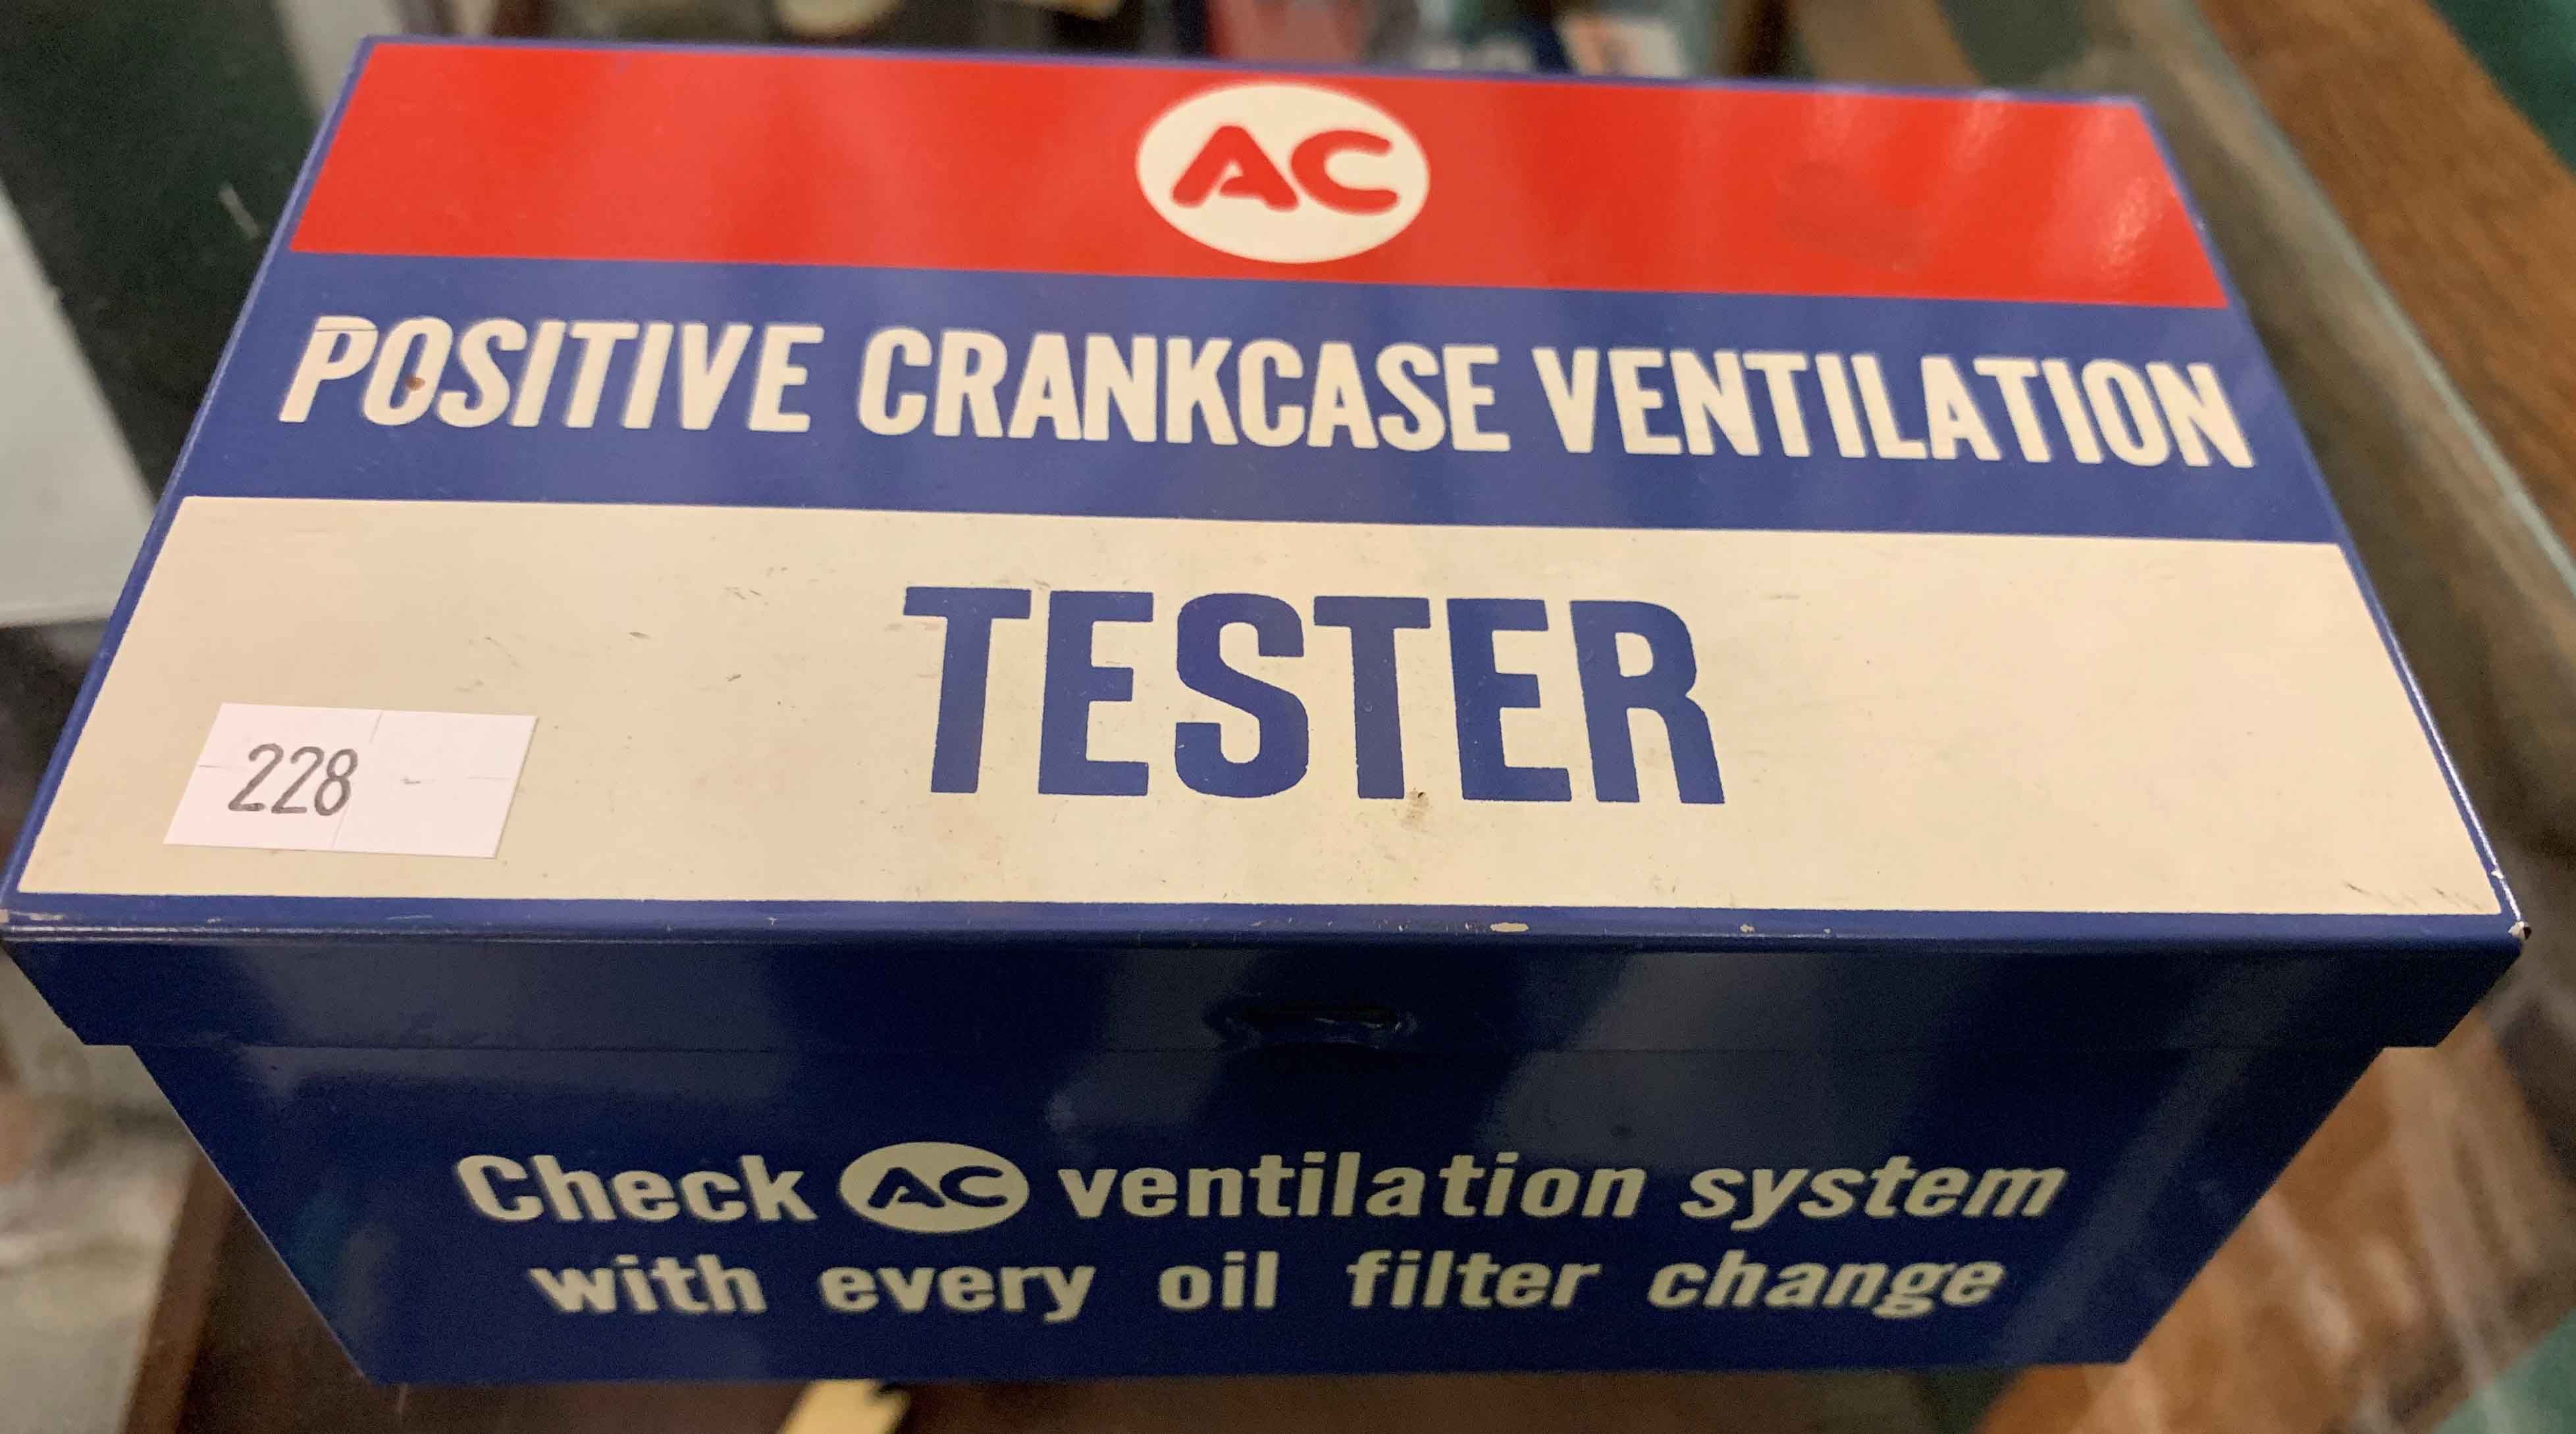 AC
POSITIVE CRANKCASE VENTILATION
TESTER
228 -
Check AC ventilation system
with every oil filter change